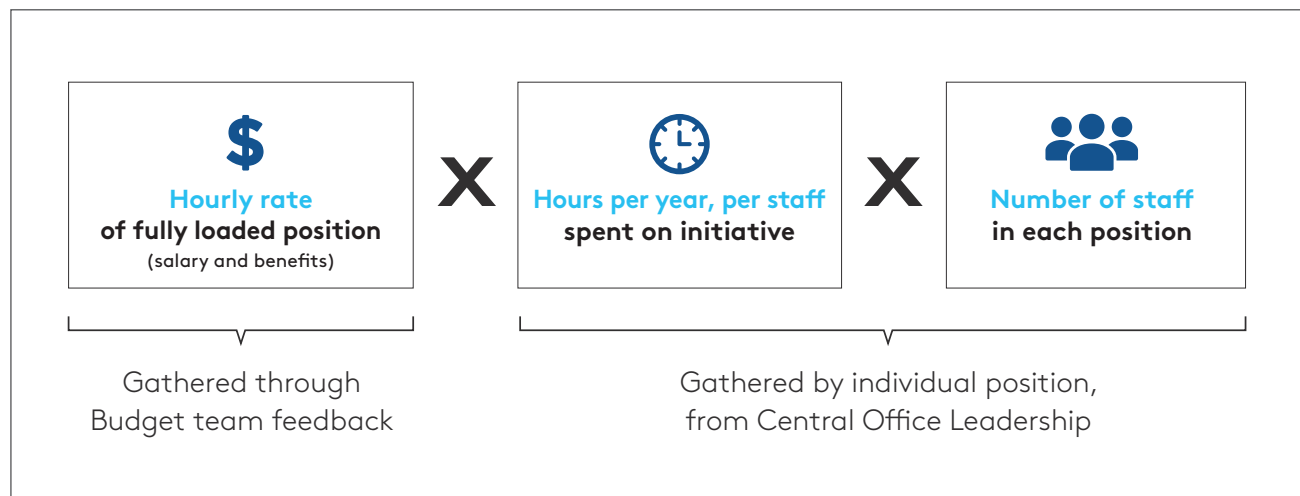 $
Hourly rate
of fully loaded position
(salary and benefits)
X
Hours per year, per staff
spent on initiative
X
Number of staff
in each position
Gathered through
Budget team feedback
Gathered by individual position,
from Central Office Leadership